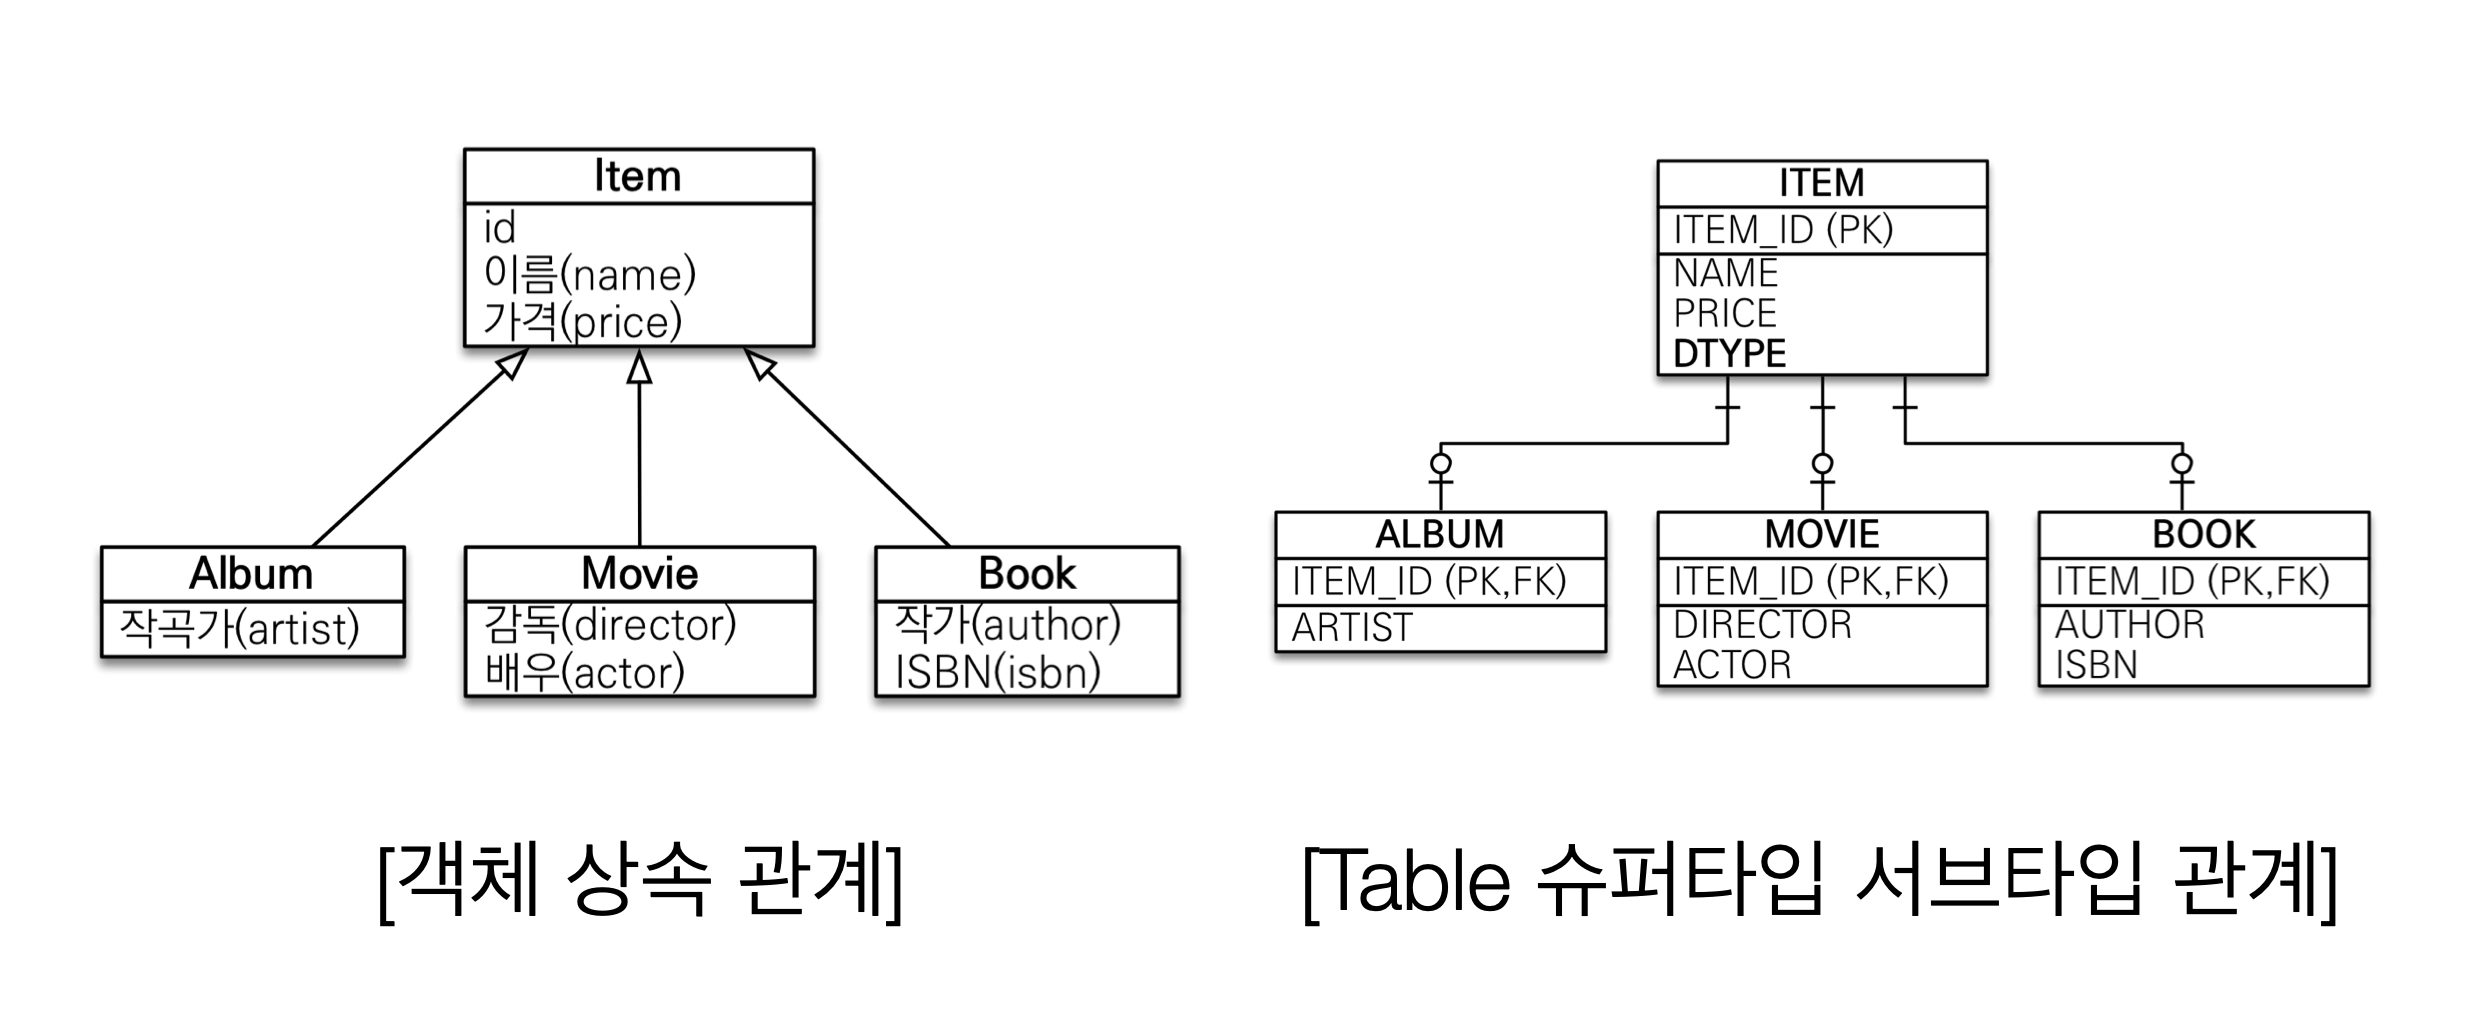 Item
id
이름(name)
가격(price)
Album
작곡가(artist)
Movie
감독(director)
배우(actor)
Book
작가(author)
ISBN(isbn)
[객체 상속 관계]
ITEM
ITEM_ID (PK)
NAME
PRICE
DTYPE
ALBUM
ITEM_ID (PK,FK)
ARTIST
MOVIE
ITEM_ID (PK,FK)
DIRECTOR
ACTOR
BOOK
ITEM_ID (PK,FK)
AUTHOR
ISBN
[Table 슈퍼타입 서브타입 관계]